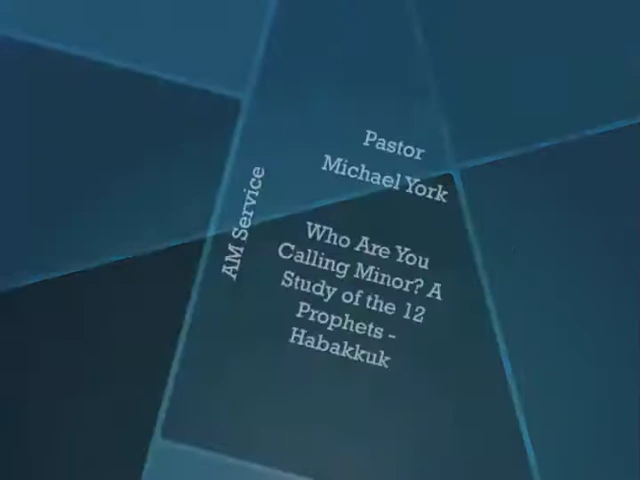 Pastor
Michael York
AM Service
Who Are You
Calling Minor? A
Study of the 12
Prophets -
Habakkuk